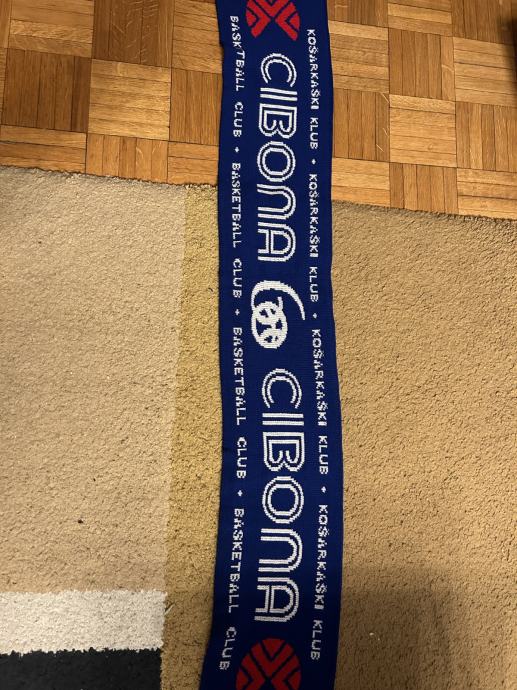 KOŠARKAŠKI KLUB + KOŠARKAŠKI KLUB + KOŠARKAŠKI KLUB + KOŠARKAŠKI KLUB
CIBONA CIBONA
BASKETBALL CLUB + BASKETBALL CLUB + BASKETBALL CLUB + BASKETBALL CLUB